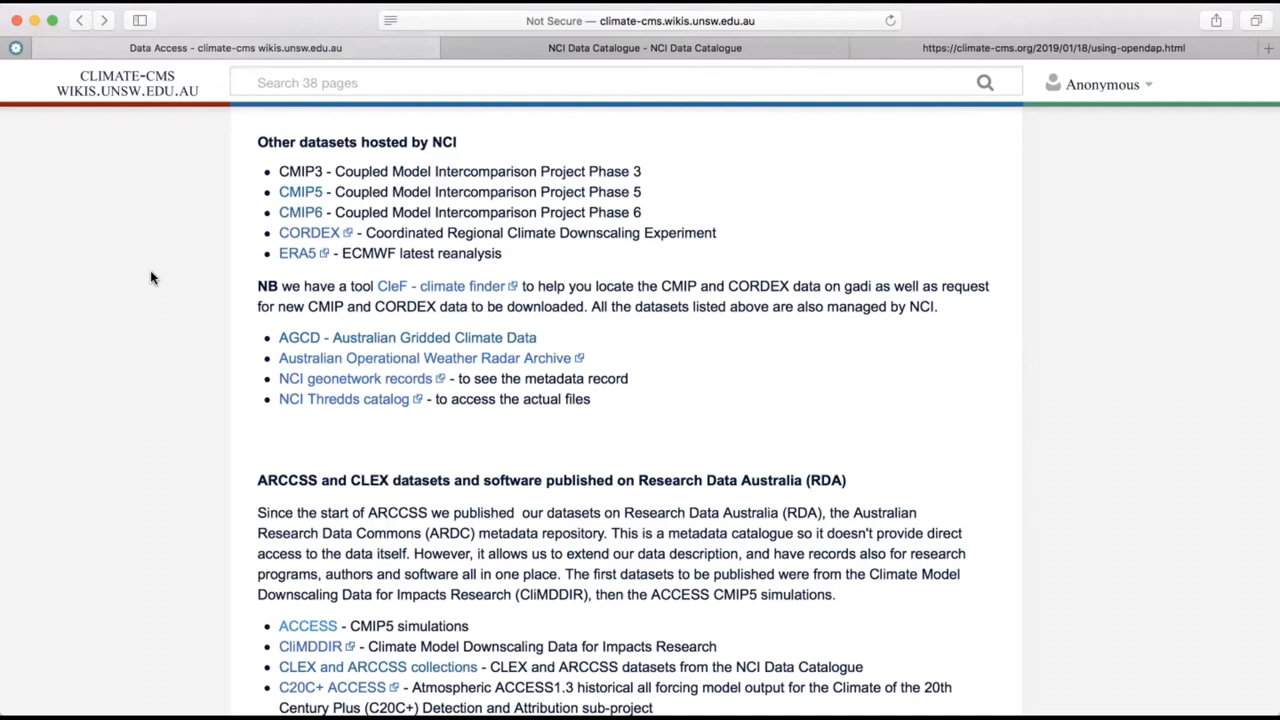 Not Secure — climate-cms.wikis.unsw.edu.au
Data Access - climate-cms wikis.unsw.edu.au
NCI Data Catalogue - NCI Data Catalogue
https://climate-cms.org/2019/01/18/using-opendap.html
CLIMATE-CMS
WIKIS.UNSW.EDU.AU
Search 38 pages
Anonymous
Other datasets hosted by NCI
• CMIP3 - Coupled Model Intercomparison Project Phase 3
• CMIP5 - Coupled Model Intercomparison Project Phase 5
• CMIP6 - Coupled Model Intercomparison Project Phase 6
• CORDEX - Coordinated Regional Climate Downscaling Experiment
• ERA5 - ECMWF latest reanalysis
NB we have a tool CleF - climate finder to help you locate the CMIP and CORDEX data on gadi as well as request
for new CMIP and CORDEX data to be downloaded. All the datasets listed above are also managed by NCI.
• AGCD - Australian Gridded Climate Data
• Australian Operational Weather Radar Archive
• NCI geonetwork records - to see the metadata record
• NCI Thredds catalog - to access the actual files
ARCCSS and CLEX datasets and software published on Research Data Australia (RDA)
Since the start of ARCCSS we published our datasets on Research Data Australia (RDA), the Australian
Research Data Commons (ARDC) metadata repository. This is a metadata catalogue so it doesn't provide direct
access to the data itself. However, it allows us to extend our data description, and have records also for research
programs, authors and software all in one place. The first datasets to be published were from the Climate Model
Downscaling Data for Impacts Research (CliMDDIR), then the ACCESS CMIP5 simulations.
• ACCESS - CMIP5 simulations
• CliMDDIR - Climate Model Downscaling Data for Impacts Research
• CLEX and ARCCSS collections - CLEX and ARCCSS datasets from the NCI Data Catalogue
• C20C+ ACCESS - Atmospheric ACCESS1.3 historical all forcing model output for the Climate of the 20th
Century Plus (C20C+) Detection and Attribution sub-project